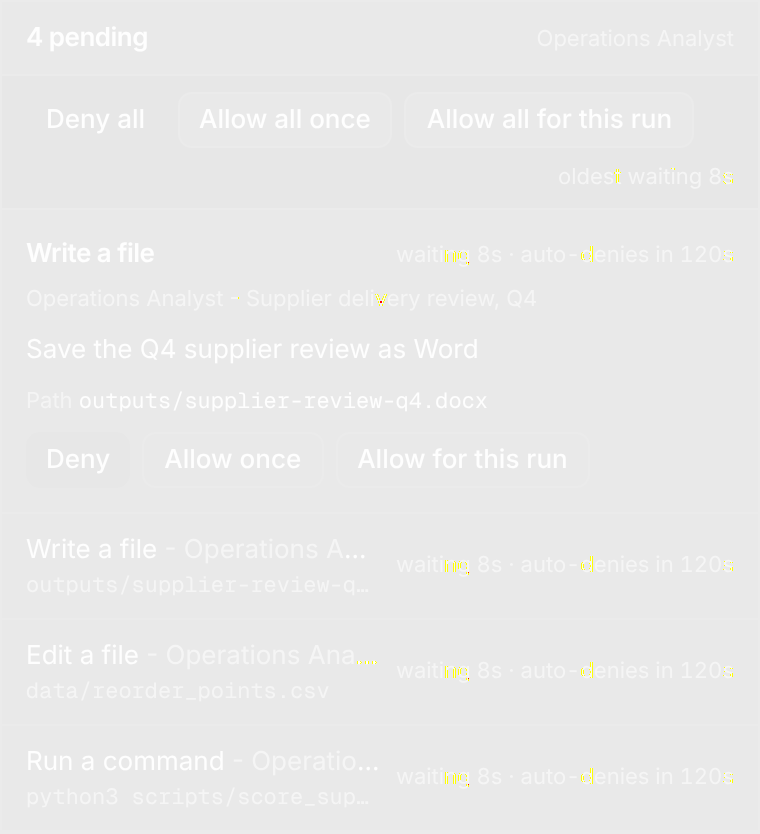 4 pending
Operations Analyst
Deny all
Allow all once
Allow all for this run
oldest waiting 8s
Write a file
waiting 8s · auto-denies in 120s
Operations Analyst - Supplier delivery review, Q4
Save the Q4 supplier review as Word
Path outputs/supplier-review-q4.docx
Deny
Allow once
Allow for this run
Write a file - Operations A...
waiting 8s · auto-denies in 120s
outputs/supplier-review-q…
Edit a file - Operations Ana...
waiting 8s · auto-denies in 120s
data/reorder_points.csv
Run a command - Operatio...
waiting 8s · auto-denies in 120s
python3 scripts/score_sup…